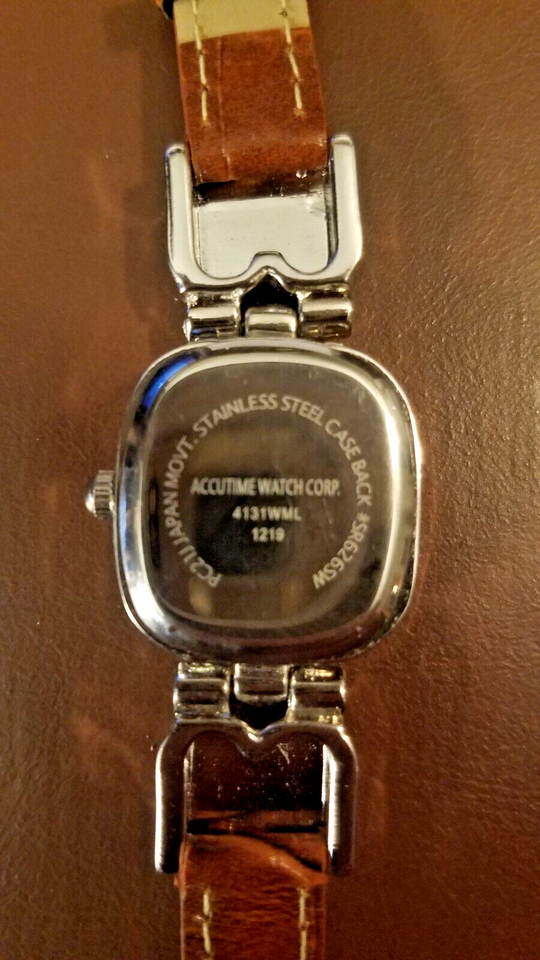 PC21J JAPAN MOVT. STAINLESS STEEL CASE BACK #SR626SW
ACCUTIME WATCH CORP.
4131WML
1219